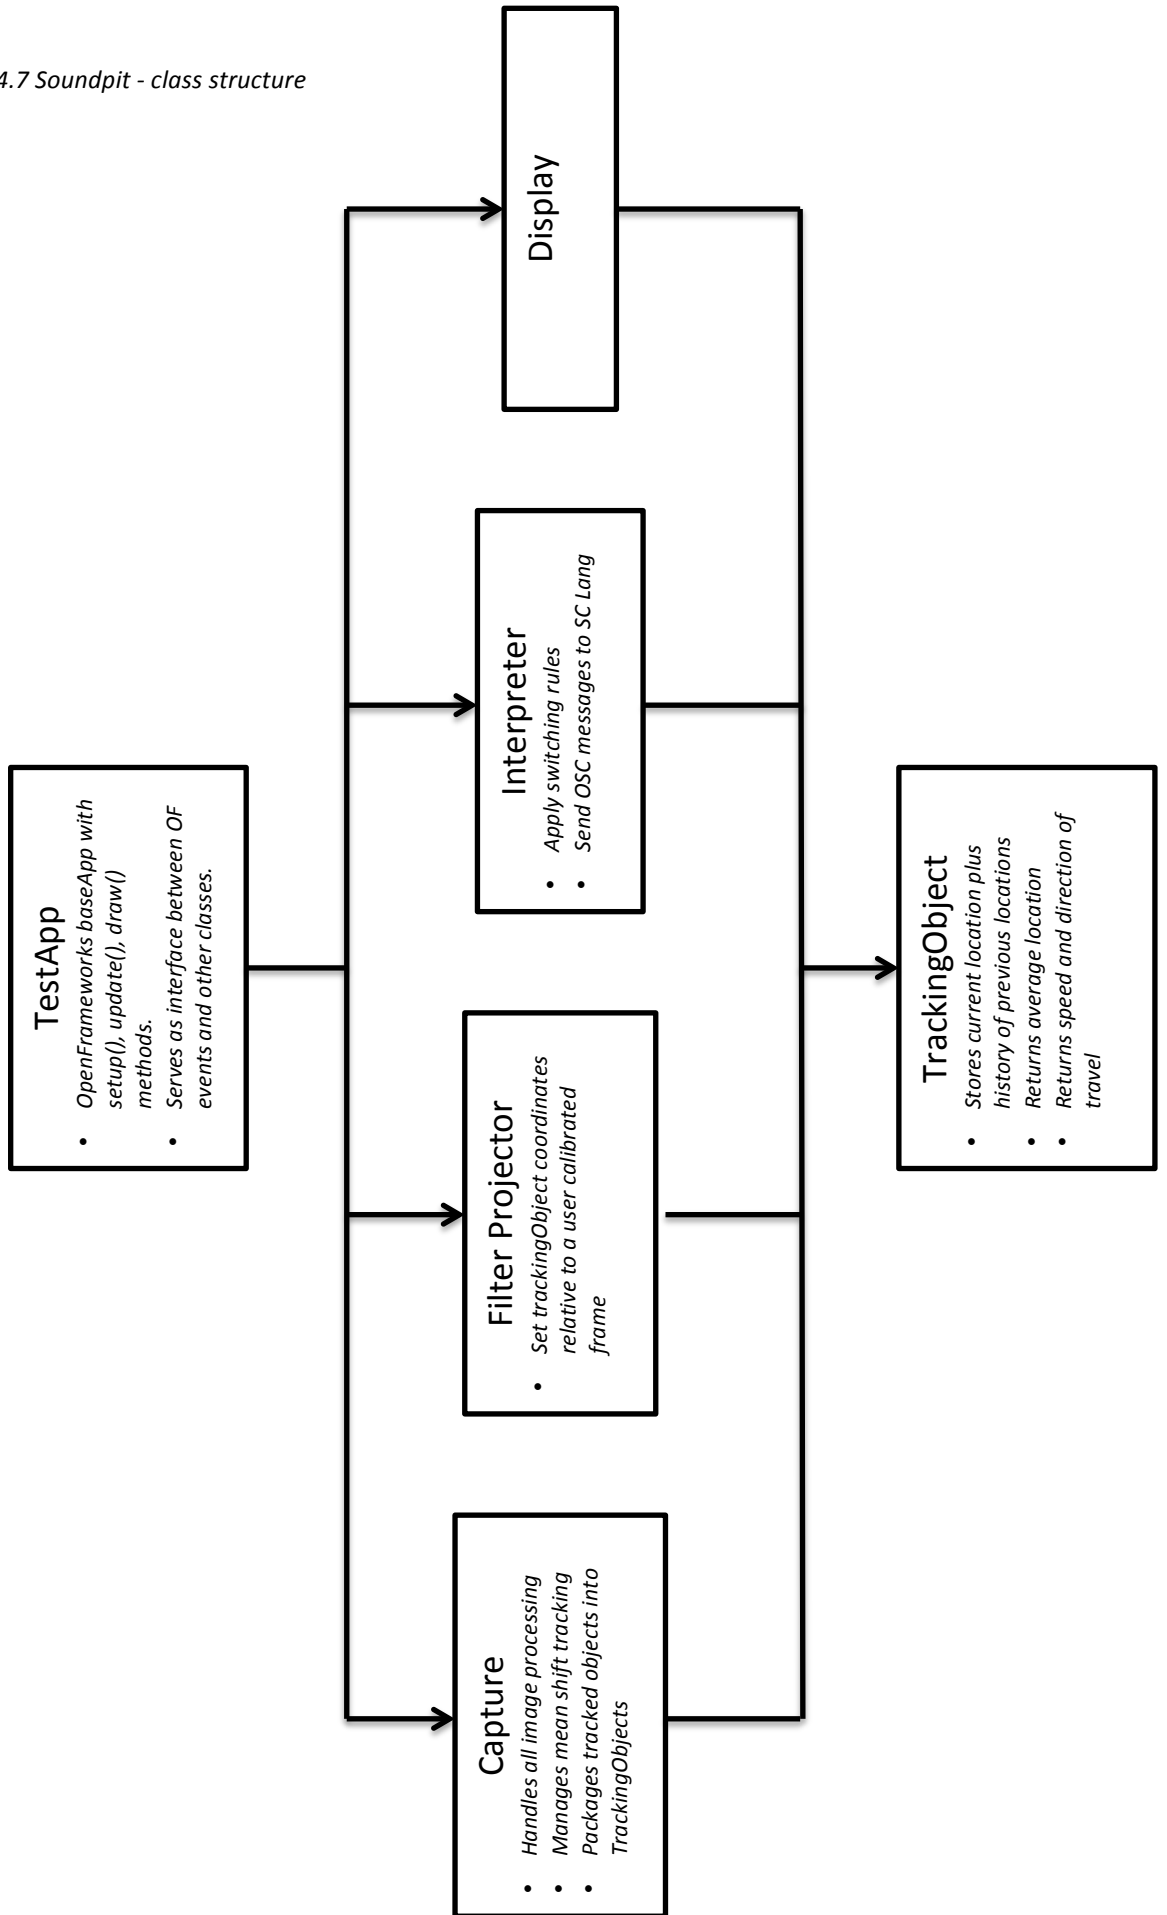 4.7 Soundpit - class structure
TestApp
• OpenFrameworks baseApp with
setup(), update(), draw()
methods.
• Serves as interface between OF
events and other classes.
Capture
• Handles all image processing
• Manages mean shift tracking
• Packages tracked objects into
TrackingObjects
Filter Projector
• Set trackingObject coordinates
relative to a user calibrated
frame
Interpreter
• Apply switching rules
• Send OSC messages to SC Lang
Display
TrackingObject
• Stores current location plus
history of previous locations
• Returns average location
• Returns speed and direction of
travel